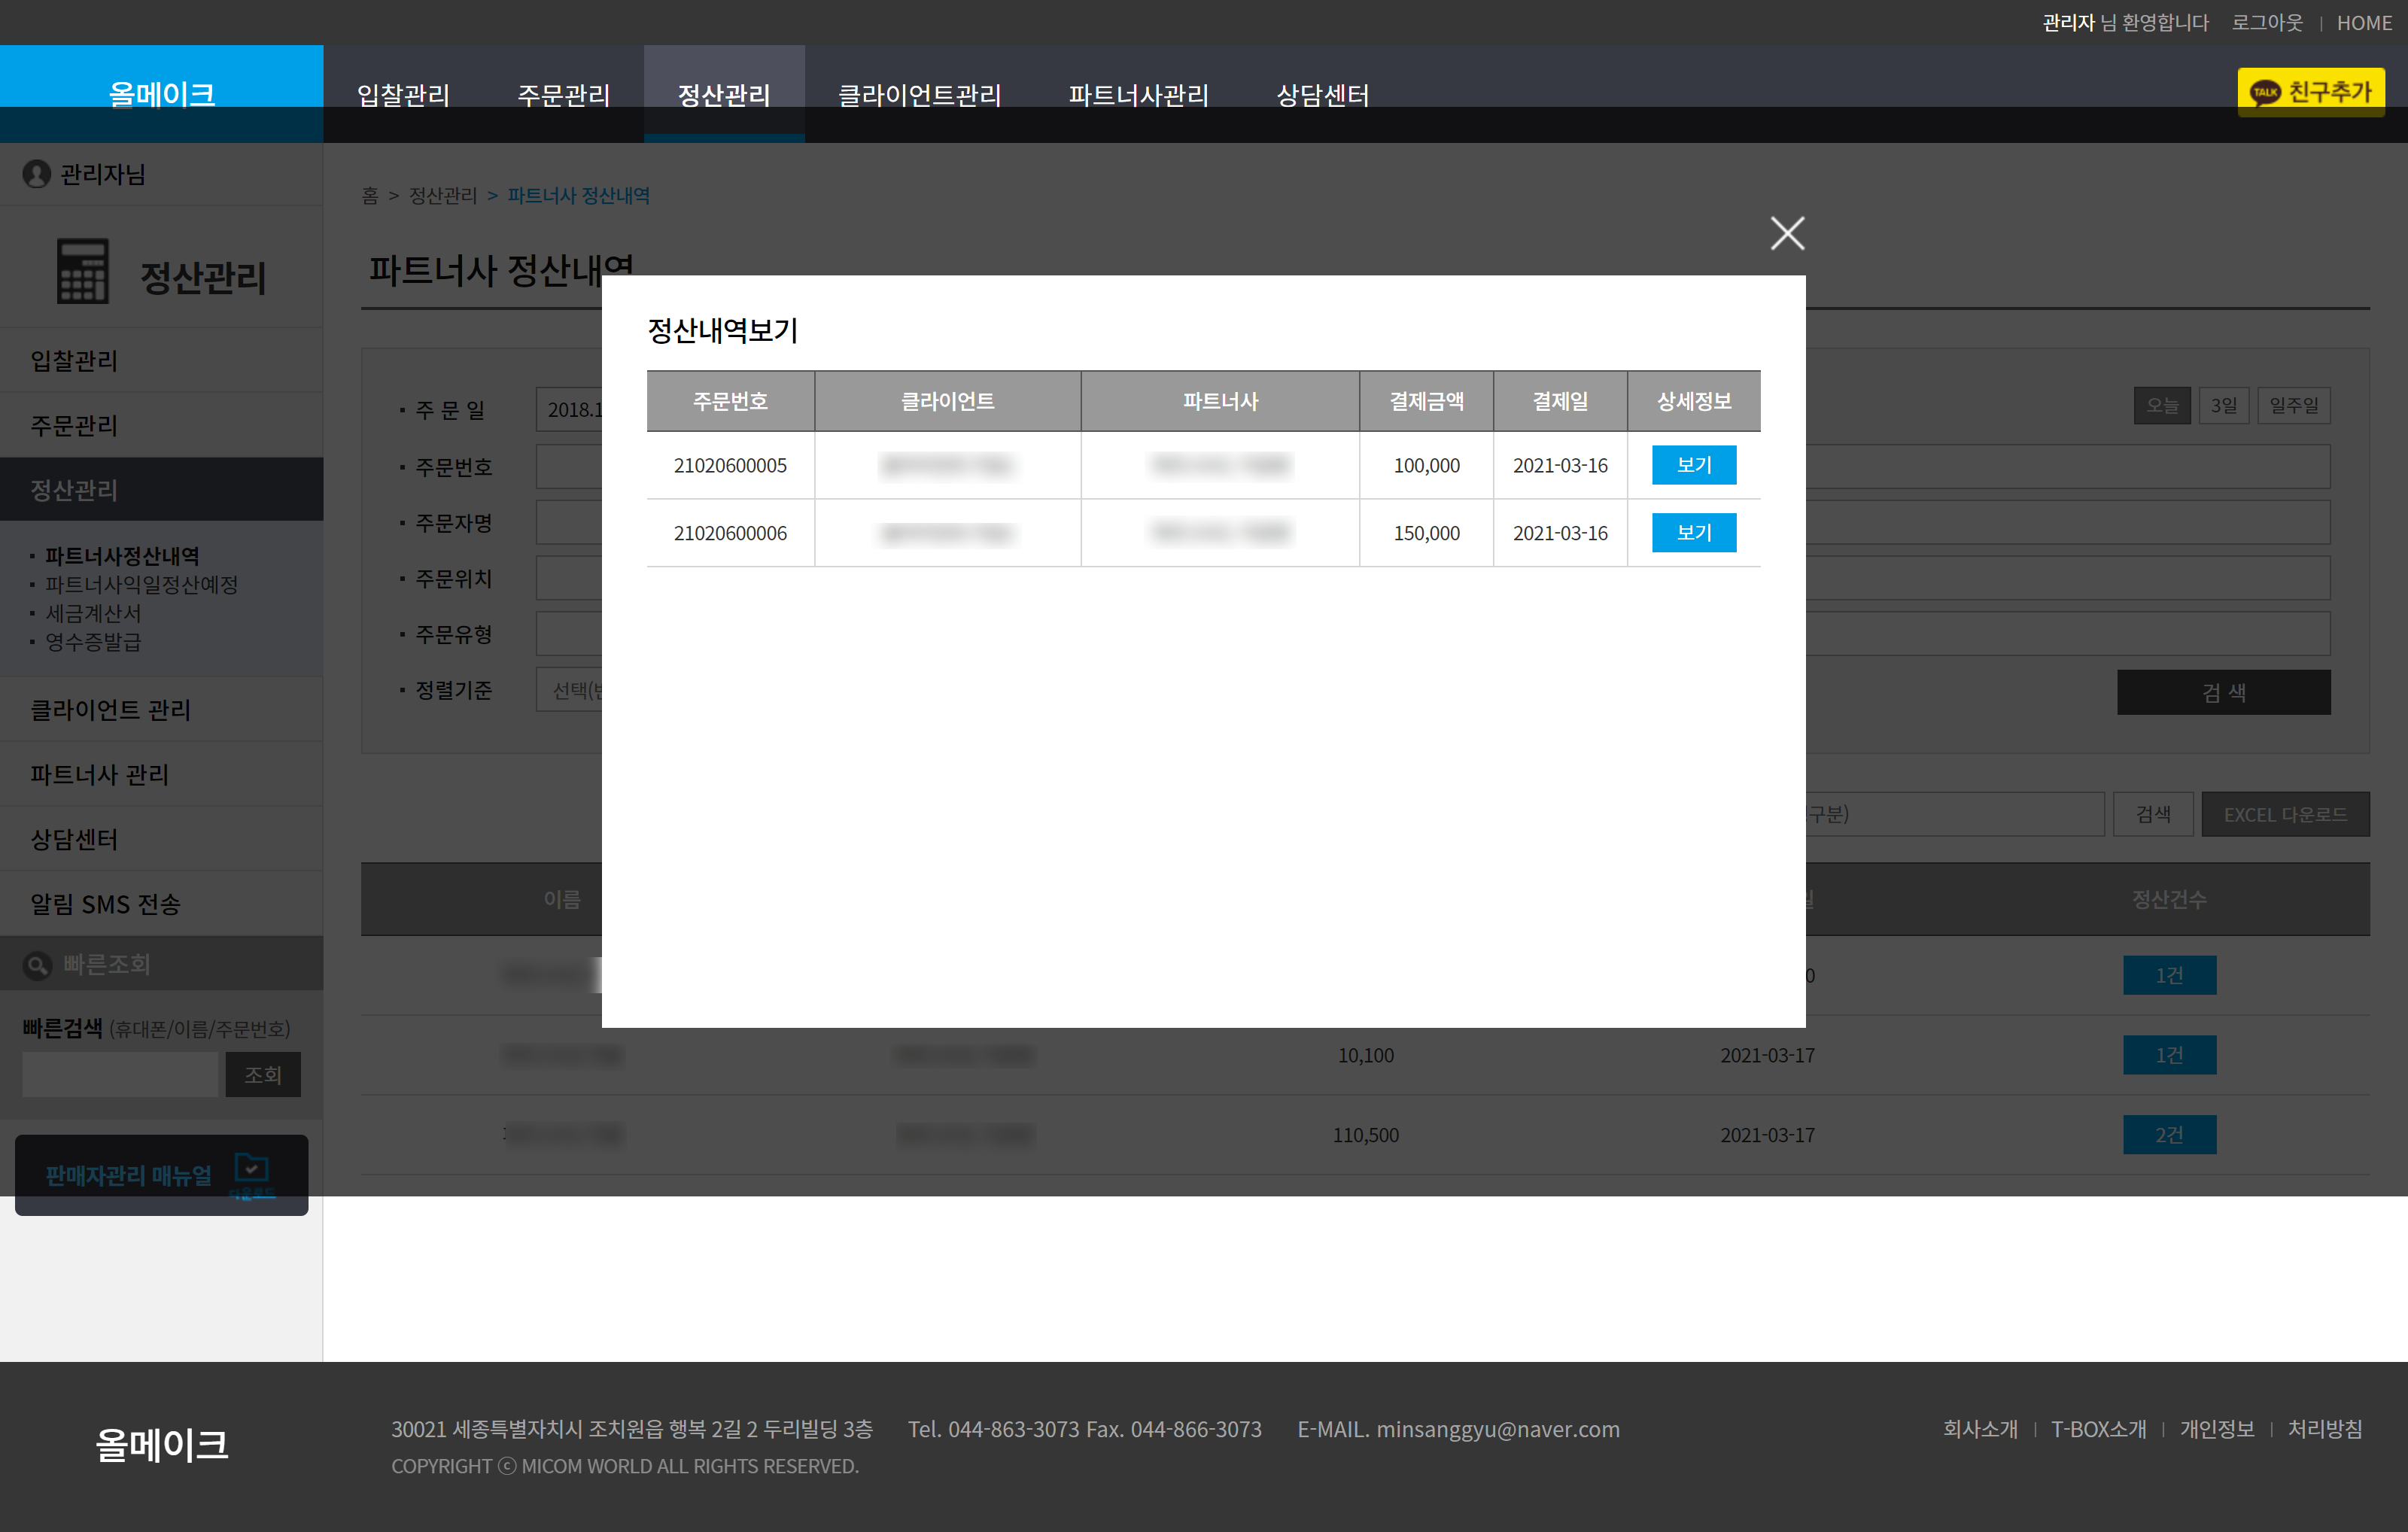 관리자 님 환영합니다 로그아웃 HOME
올메이크 입찰관리 주문관리 정산관리 클라이언트관리 파트너사관리 상담센터 TALK 친구추가
관리자님
정산관리
입찰관리
주문관리
정산관리
파트너사정산내역
파트너사익일정산예정
세금계산서
영수증발급
클라이언트 관리
파트너사 관리
상담센터
알림 SMS 전송
빠른조회
빠른검색 (휴대폰/이름/주문번호)
조회
판매자관리 매뉴얼 다운로드
홈 > 정산관리 > 파트너사 정산내역
파트너사 정산내역
주 문 일 2018.1 오늘 3일 일주일
주문번호
주문자명
주문위치
주문유형
정렬기준 선택( 검 색
구분) 검색 EXCEL 다운로드
이름 정산건수
0 1건
10,100 2021-03-17 1건
110,500 2021-03-17 2건
정산내역보기
주문번호 클라이언트 파트너사 결제금액 결제일 상세정보
21020600005 100,000 2021-03-16 보기
21020600006 150,000 2021-03-16 보기
올메이크
30021 세종특별자치시 조치원읍 행복 2길 2 두리빌딩 3층 Tel. 044-863-3073 Fax. 044-866-3073 E-MAIL. minsanggyu@naver.com
COPYRIGHT ⓒ MICOM WORLD ALL RIGHTS RESERVED.
회사소개 T-BOX소개 개인정보 처리방침